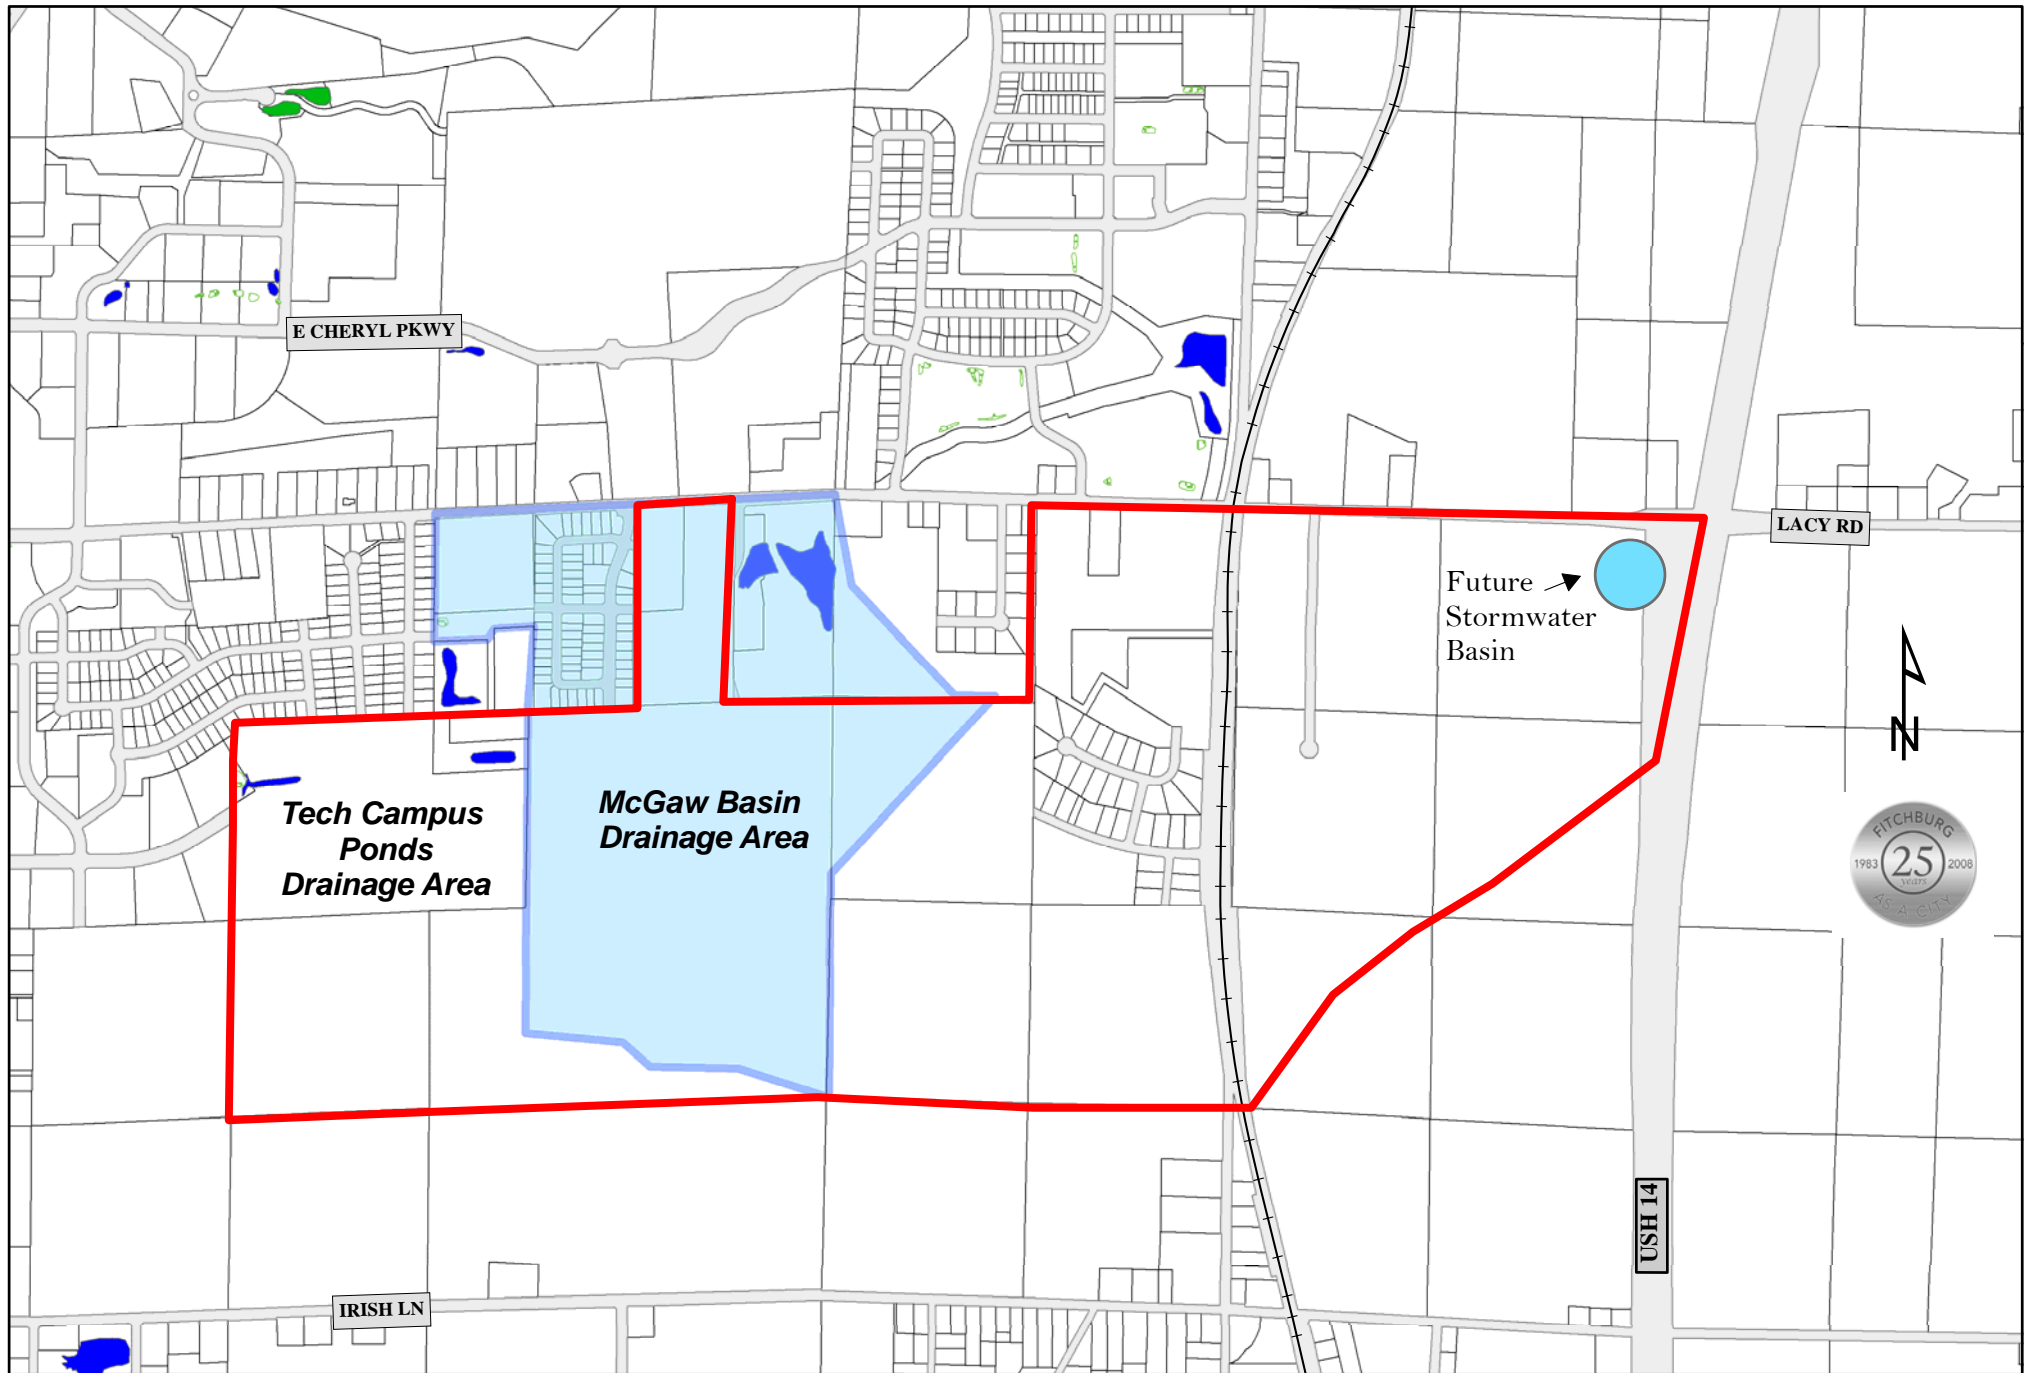 E CHERYL PKWY
LACY RD
Future
Stormwater
Basin
N
Tech Campus
Ponds
Drainage Area
McGaw Basin
Drainage Area
FITCHBURG
1983 25 2008
years
AS A CITY
USH 14
IRISH LN